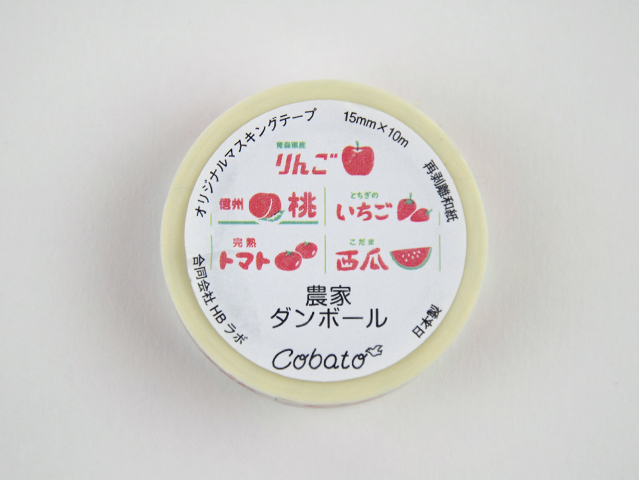 オリジナルマスキングテープ
15mm×10m
再剥離和紙
青森県産
りんご
信州
桃
とちぎの
いちご
完熟
トマト
こだま
西瓜
農家
ダンボール
合同会社HBラボ
日本製
Cobato